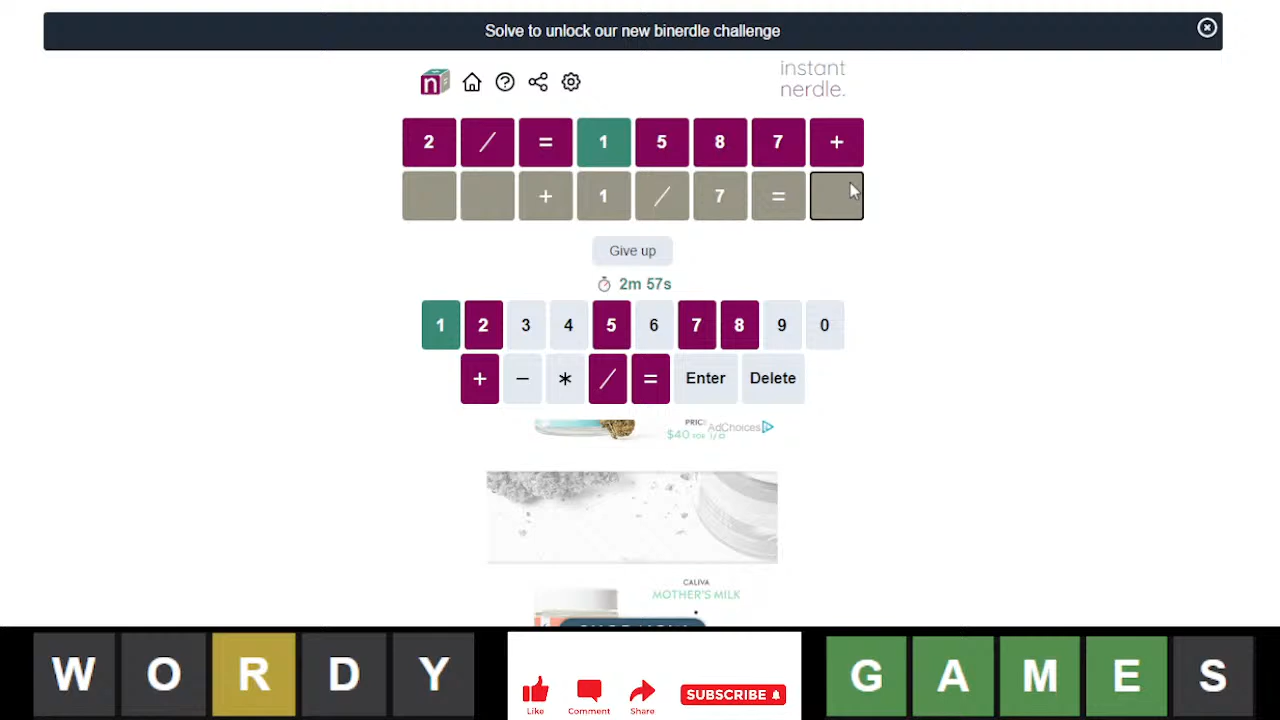 Solve to unlock our new binerdle challenge
n
instant
nerdle.
2 / = 1 5 8 7 +
+ 1 / 7 =
Give up
2m 57s
1 2 3 4 5 6 7 8 9 0
+ − * / = Enter Delete
AdChoices
$40
CALIVA
MOTHER'S MILK
W O R D Y
Like Comment Share
SUBSCRIBE
G A M E S